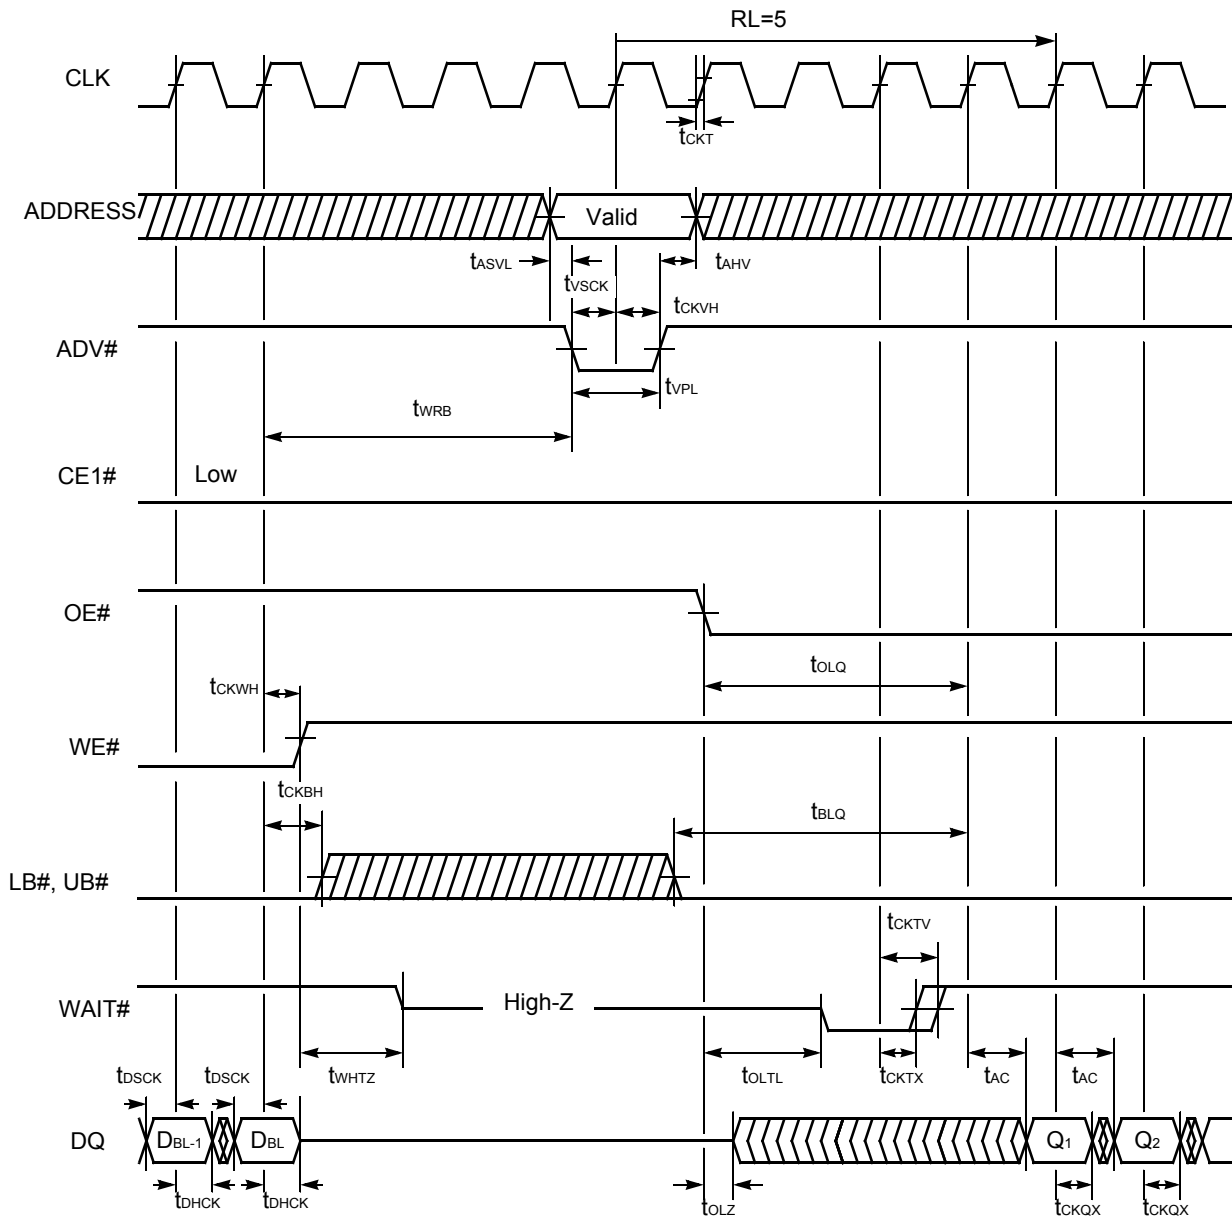 RL=5
CLK
tCKT
ADDRESS
Valid
tASVL
tVSCK
tAHV
tCKVH
ADV#
tVPL
tWRB
CE1#
Low
OE#
tOLQ
tCKWH
WE#
tCKBH
tBLQ
LB#, UB#
tCKTV
WAIT#
High-Z
tDSCK
tDSCK
tWHTZ
tOLTL
tCKTX
tAC
tAC
DQ
DBL-1
DBL
Q1
Q2
tDHCK
tDHCK
tOLZ
tCKQX
tCKQX